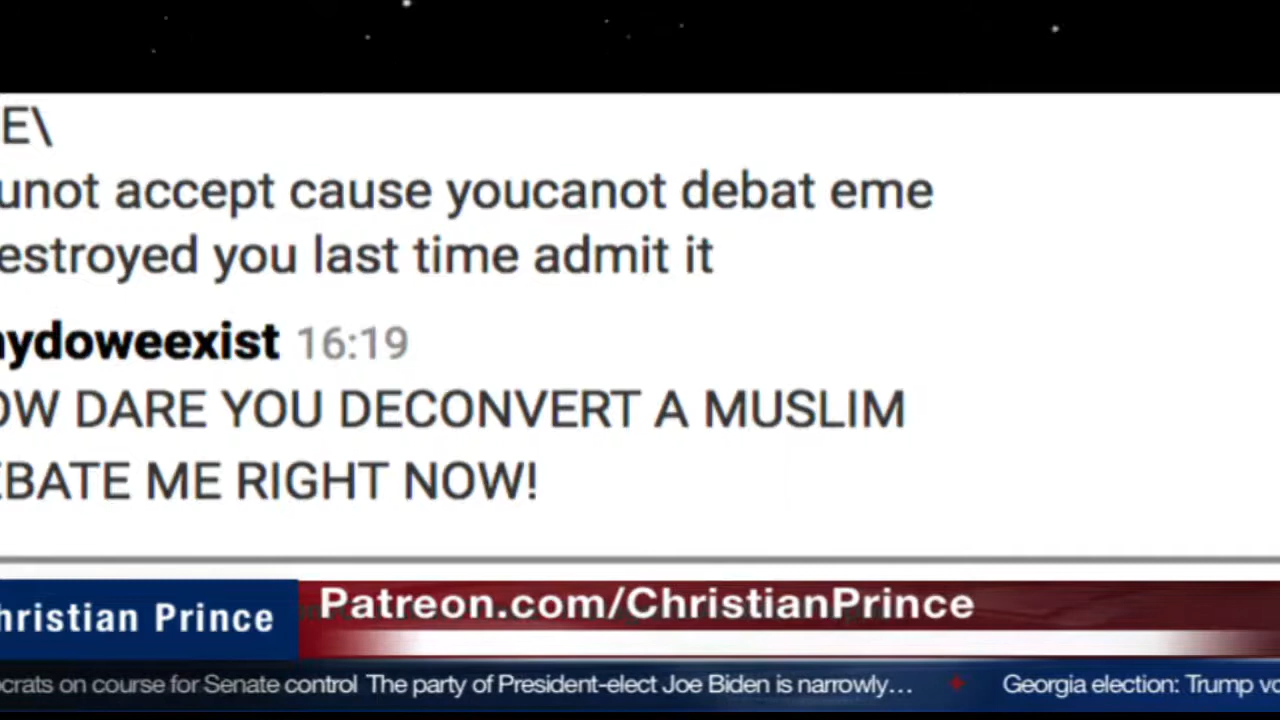 E\
unot accept cause youcanot debat eme
estroyed you last time admit it
aydoweexist 16:19
OW DARE YOU DECONVERT A MUSLIM
EBATE ME RIGHT NOW!
hristian Prince
Patreon.com/ChristianPrince
ocrats on course for Senate control The party of President-elect Joe Biden is narrowly... Georgia election: Trump vo